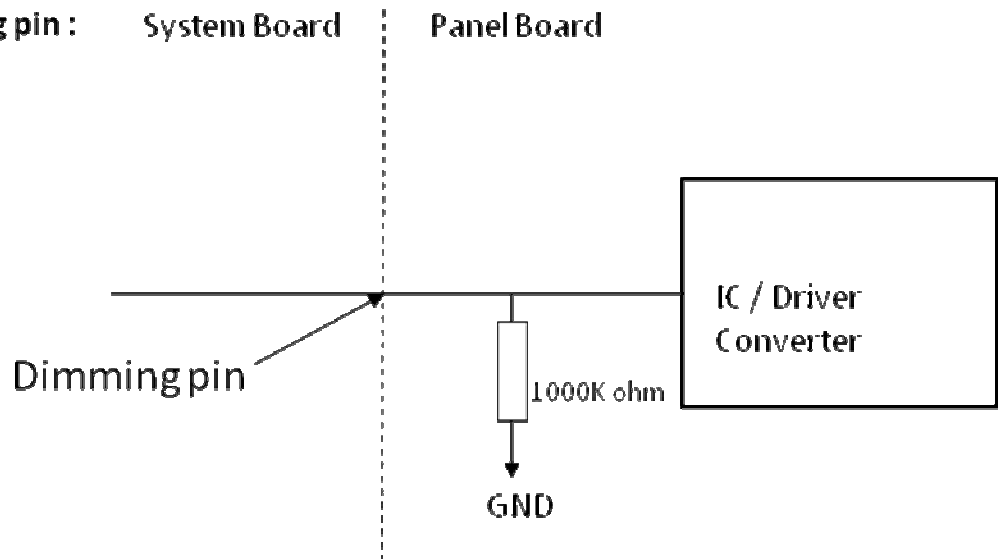 g pin : System Board Panel Board
IC / Driver
Converter
Dimming pin
1000K ohm
GND